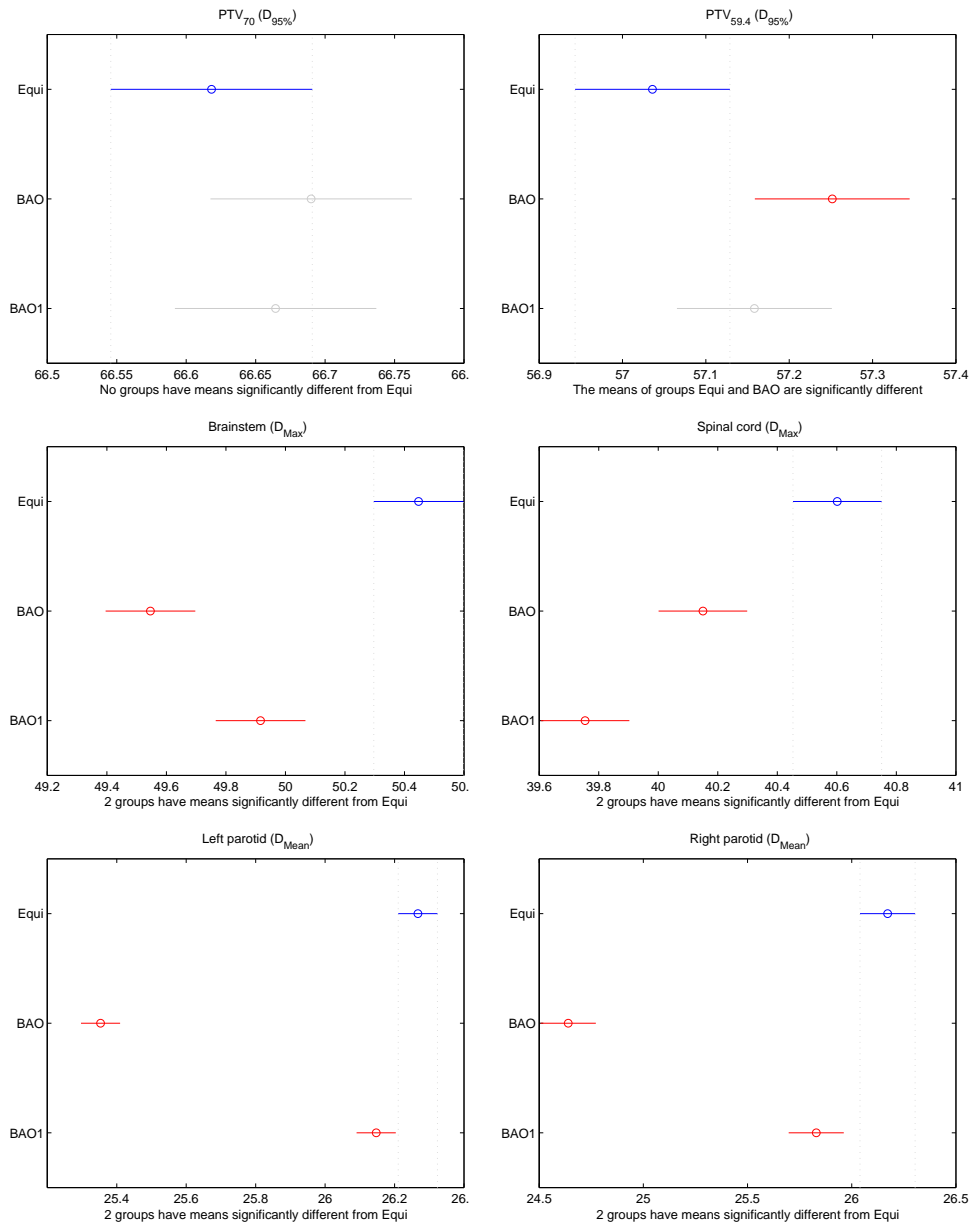 PTV70 (D95%)
Equi
BAO
BAO1
66.5 66.55 66.6 66.65 66.7 66.75 66.
No groups have means significantly different from Equi
PTV59.4 (D95%)
Equi
BAO
BAO1
56.9 57 57.1 57.2 57.3 57.4
The means of groups Equi and BAO are significantly different
Brainstem (DMax)
Equi
BAO
BAO1
49.2 49.4 49.6 49.8 50 50.2 50.4 50.
2 groups have means significantly different from Equi
Spinal cord (DMax)
Equi
BAO
BAO1
39.6 39.8 40 40.2 40.4 40.6 40.8 41
2 groups have means significantly different from Equi
Left parotid (DMean)
Equi
BAO
BAO1
25.4 25.6 25.8 26 26.2 26.
2 groups have means significantly different from Equi
Right parotid (DMean)
Equi
BAO
BAO1
24.5 25 25.5 26 26.5
2 groups have means significantly different from Equi